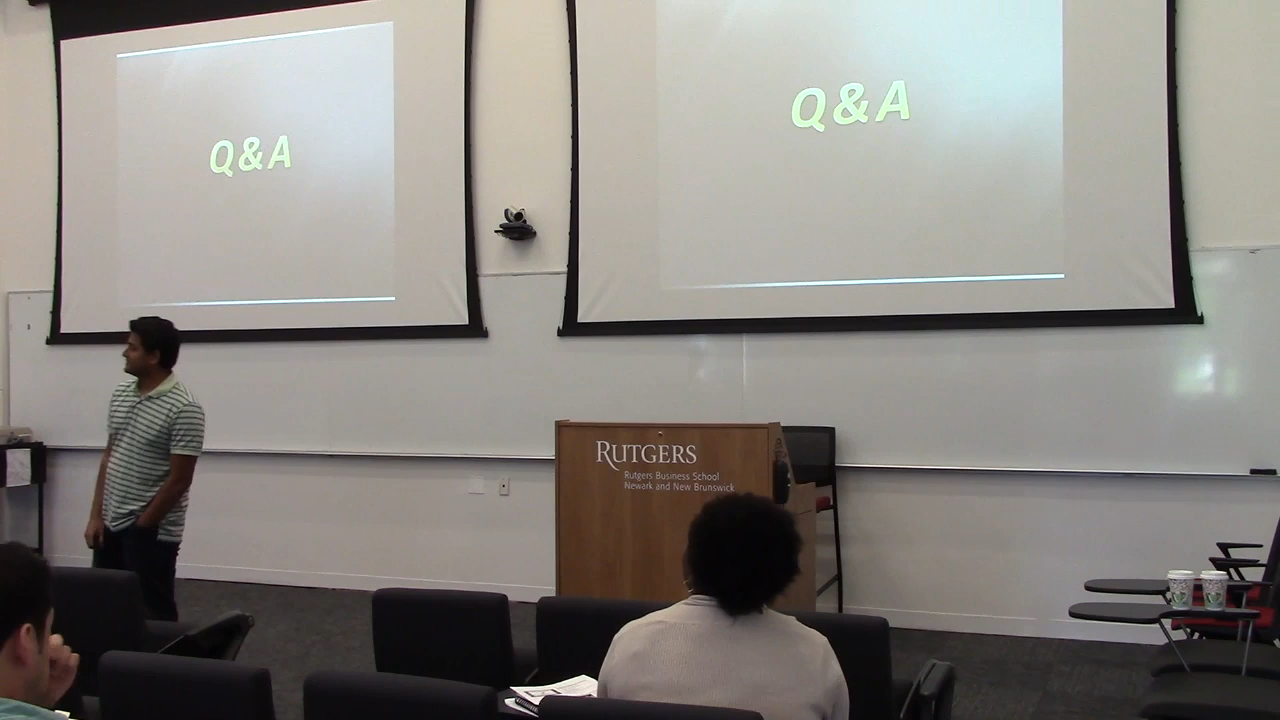 Q&A
Q&A
RUTGERS
Rutgers Business School
Newark and New Brunswick